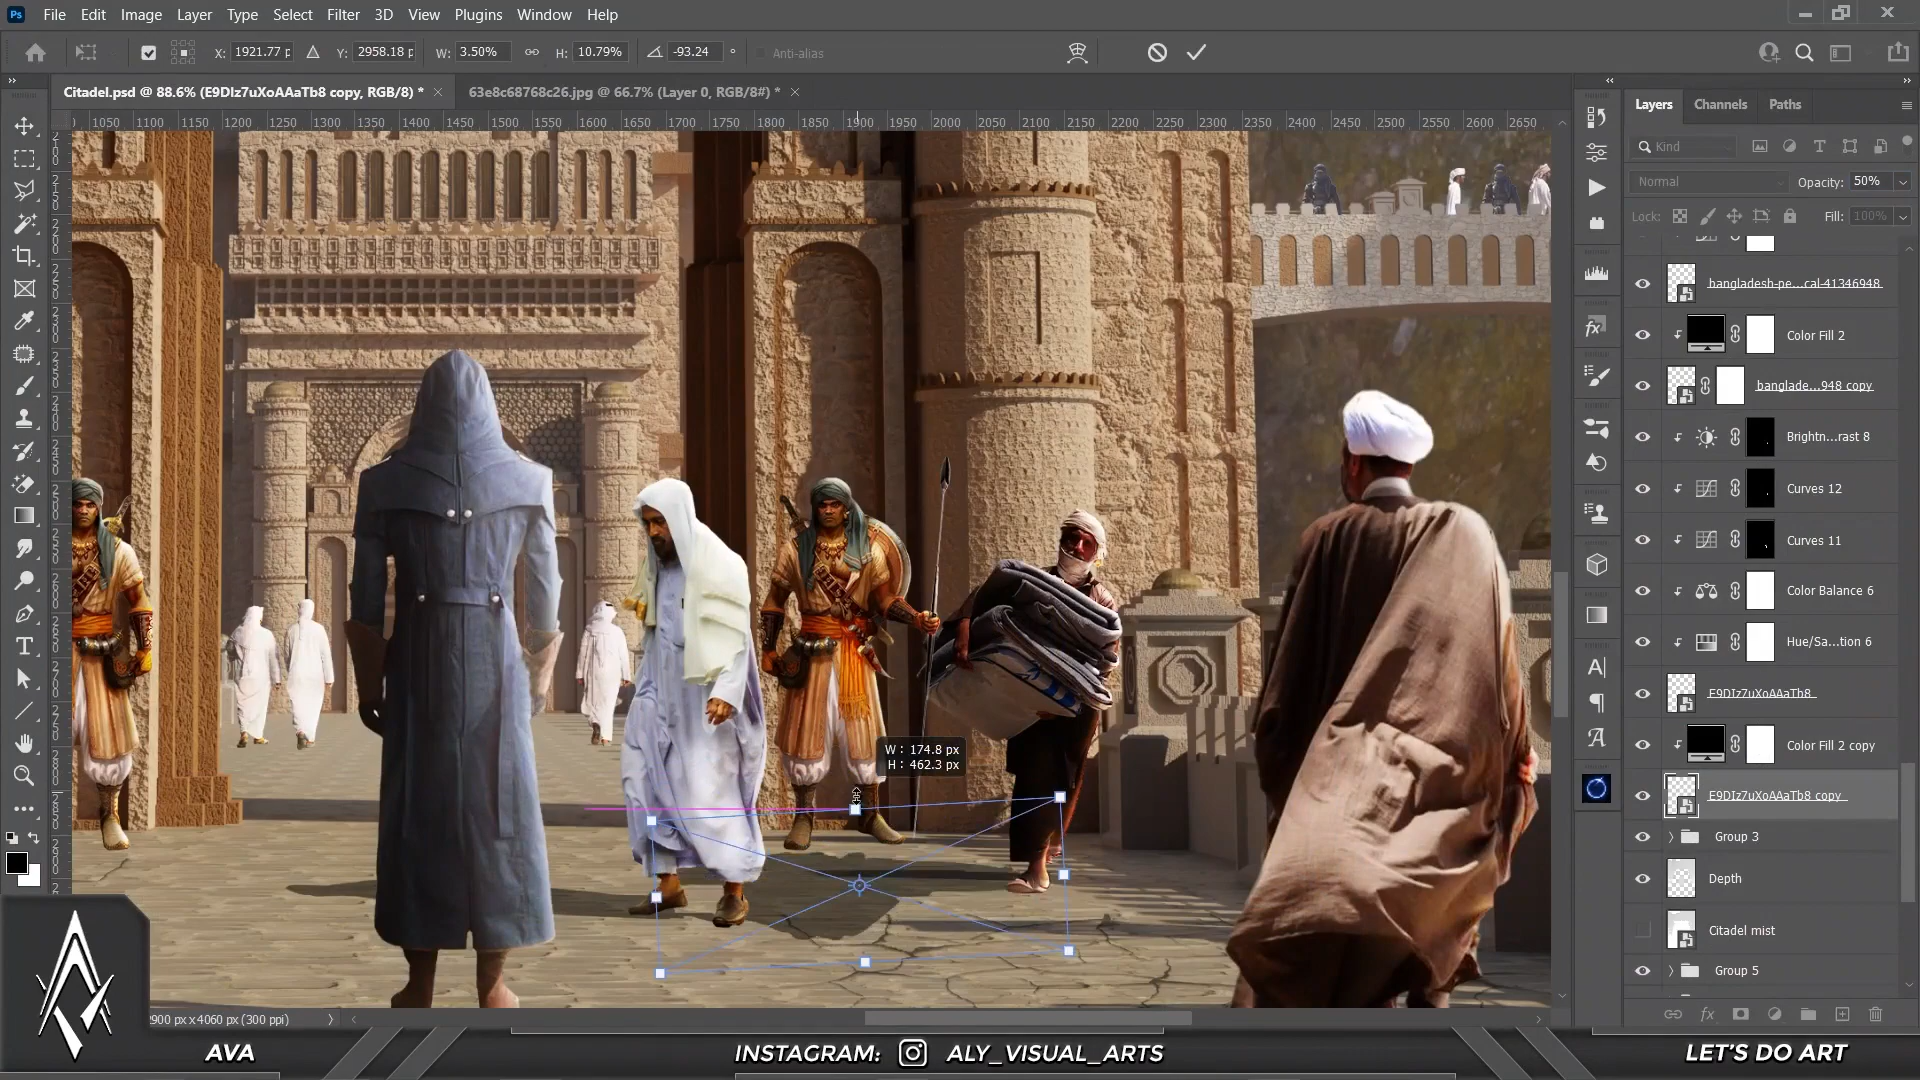 Ps File Edit Image Layer Type Select Filter 3D View Plugins Window Help
X: 1921.77 p Y: 2958.18 p W: 3.50% H: 10.79% -93.24 ° Anti-alias
Citadel.psd @ 88.6% (E9DIz7uXoAAaTb8 copy, RGB/8) * × 63e8c68768c26.jpg @ 66.7% (Layer 0, RGB/8#) * ×
1050 1100 1150 1200 1250 1300 1350 1400 1450 1500 1550 1600 1650 1700 1750 1800 1850 1900 1950 2000 2050 2100 2150 2200 2250 2300 2350 2400 2450 2500 2550 2600 2650
W : 174.8 px
H : 462.3 px
Layers Channels Paths
Kind
Normal Opacity: 50%
Lock: Fill: 100%
bangladesh-pe...cal-41346948
Color Fill 2
banglade...948 copy
Brightn...rast 8
Curves 12
Curves 11
Color Balance 6
Hue/Sa...tion 6
E9DIz7uXoAAaTb8
Color Fill 2 copy
E9DIz7uXoAAaTb8 copy
Group 3
Depth
Citadel mist
Group 5
2900 px x 4060 px (300 ppi)
AVA
INSTAGRAM: ALY_VISUAL_ARTS
LET'S DO ART